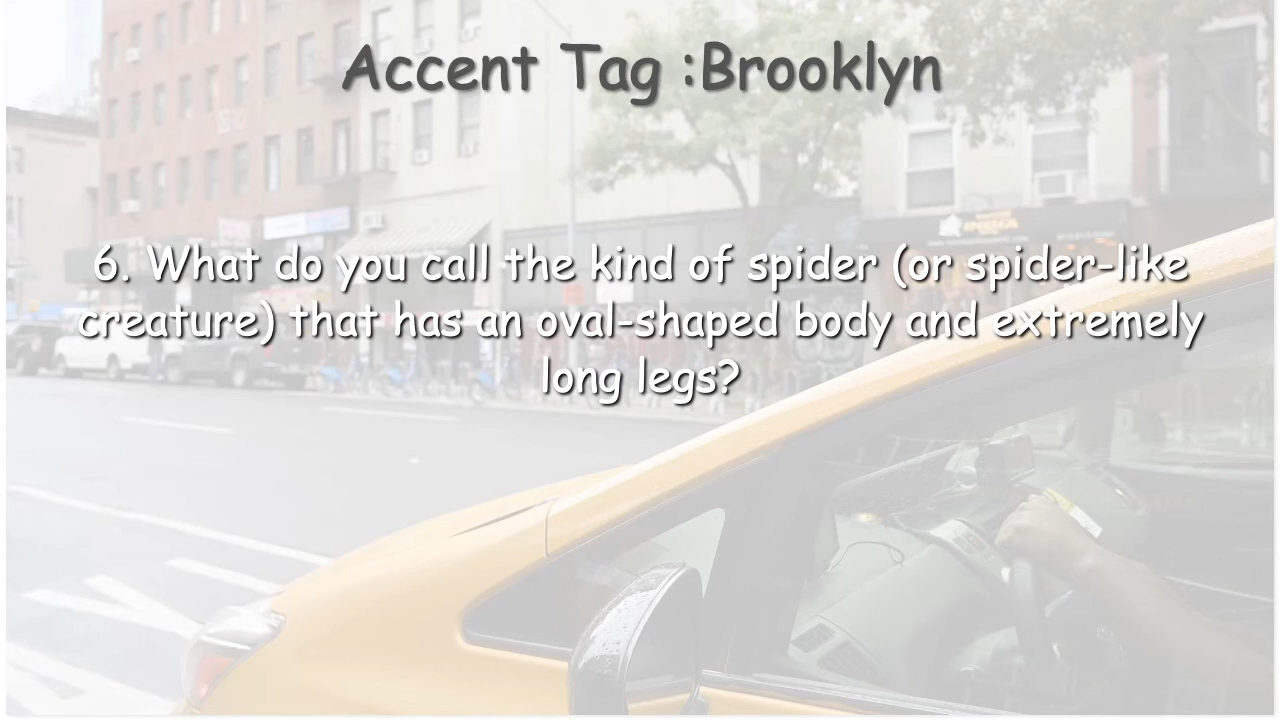 Accent Tag :Brooklyn
6. What do you call the kind of spider (or spider-like
creature) that has an oval-shaped body and extremely
long legs?